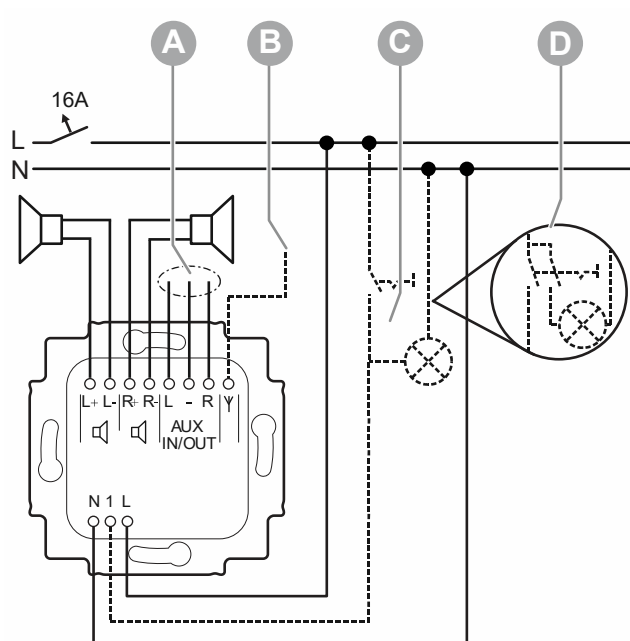 A B C D
16A
L
N
L+ L- R+ R- L - R
AUX
IN/OUT
N 1 L